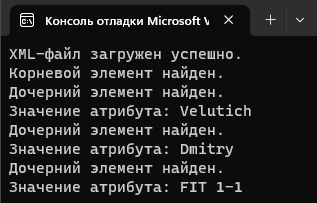 Консоль отладки Microsoft V
XML-файл загружен успешно.
Корневой элемент найден.
Дочерний элемент найден.
Значение атрибута: Velutich
Дочерний элемент найден.
Значение атрибута: Dmitry
Дочерний элемент найден.
Значение атрибута: FIT 1-1